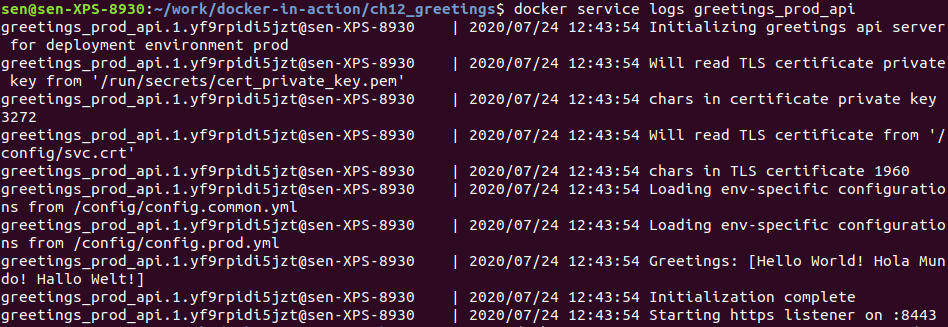 sen@sen-XPS-8930:~/work/docker-in-action/ch12_greetings$ docker service logs greetings_prod_api
greetings_prod_api.1.yf9rpidi5jzt@sen-XPS-8930    | 2020/07/24 12:43:54 Initializing greetings api server
 for deployment environment prod
greetings_prod_api.1.yf9rpidi5jzt@sen-XPS-8930    | 2020/07/24 12:43:54 Will read TLS certificate private
 key from '/run/secrets/cert_private_key.pem'
greetings_prod_api.1.yf9rpidi5jzt@sen-XPS-8930    | 2020/07/24 12:43:54 chars in certificate private key
3272
greetings_prod_api.1.yf9rpidi5jzt@sen-XPS-8930    | 2020/07/24 12:43:54 Will read TLS certificate from '/
config/svc.crt'
greetings_prod_api.1.yf9rpidi5jzt@sen-XPS-8930    | 2020/07/24 12:43:54 chars in TLS certificate 1960
greetings_prod_api.1.yf9rpidi5jzt@sen-XPS-8930    | 2020/07/24 12:43:54 Loading env-specific configuratio
ns from /config/config.common.yml
greetings_prod_api.1.yf9rpidi5jzt@sen-XPS-8930    | 2020/07/24 12:43:54 Loading env-specific configuratio
ns from /config/config.prod.yml
greetings_prod_api.1.yf9rpidi5jzt@sen-XPS-8930    | 2020/07/24 12:43:54 Greetings: [Hello World! Hola Mun
do! Hallo Welt!]
greetings_prod_api.1.yf9rpidi5jzt@sen-XPS-8930    | 2020/07/24 12:43:54 Initialization complete
greetings_prod_api.1.yf9rpidi5jzt@sen-XPS-8930    | 2020/07/24 12:43:54 Starting https listener on :8443